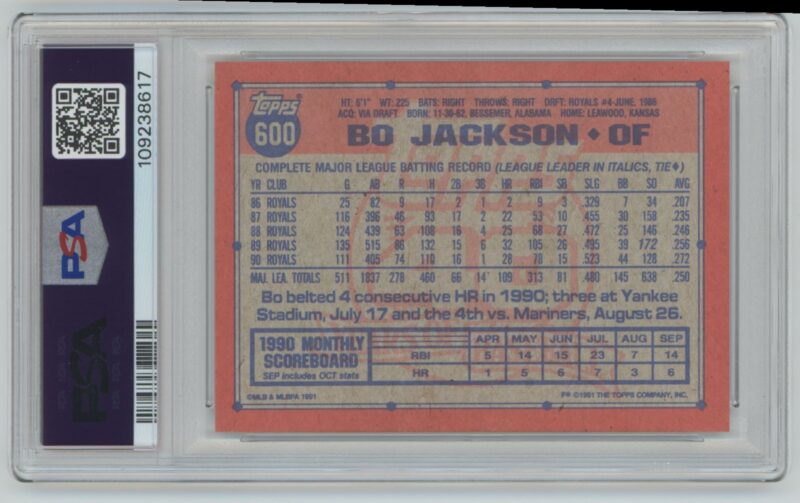 109238617
PSA
PSA
Topps
600
HT: 6'1" WT: 225 BATS: RIGHT THROWS: RIGHT DRFT: ROYALS #4-JUNE, 1986
ACQ: VIA DRAFT BORN: 11-30-62, BESSEMER, ALABAMA HOME: LEAWOOD, KANSAS
BO JACKSON ♦ OF
COMPLETE MAJOR LEAGUE BATTING RECORD (LEAGUE LEADER IN ITALICS, TIE♦)
YR CLUB G AB R H 2B 3B HR RBI SB SLG BB SO AVG
86 ROYALS 25 82 9 17 2 1 2 9 3 .329 7 34 .207
87 ROYALS 116 396 46 93 17 2 22 53 10 .455 30 158 .235
88 ROYALS 124 439 63 108 16 4 25 68 27 .472 25 146 .246
89 ROYALS 135 515 86 132 15 6 32 105 26 .495 39 172 .256
90 ROYALS 111 405 74 110 16 1 28 78 15 .523 44 128 .272
MAJ. LEA. TOTALS 511 1837 278 460 66 14 109 313 81 .480 145 638 .250
Bo belted 4 consecutive HR in 1990; three at Yankee
Stadium, July 17 and the 4th vs. Mariners, August 26.
1990 MONTHLY
SCOREBOARD
SEP includes OCT stats
APR MAY JUN JUL AUG SEP
RBI 5 14 15 23 7 14
HR 1 5 6 7 3 6
©MLB & MLBPA 1991
F* ©1991 THE TOPPS COMPANY, INC.